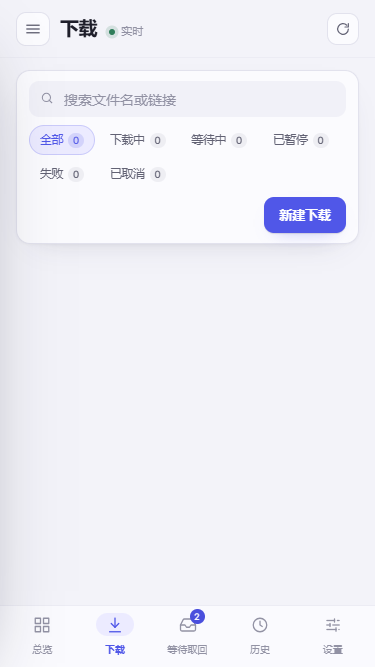 下载 实时
搜索文件名或链接
全部 0 下载中 0 等待中 0 已暂停 0
失败 0 已取消 0
新建下载
2
总览 下载 等待取回 历史 设置